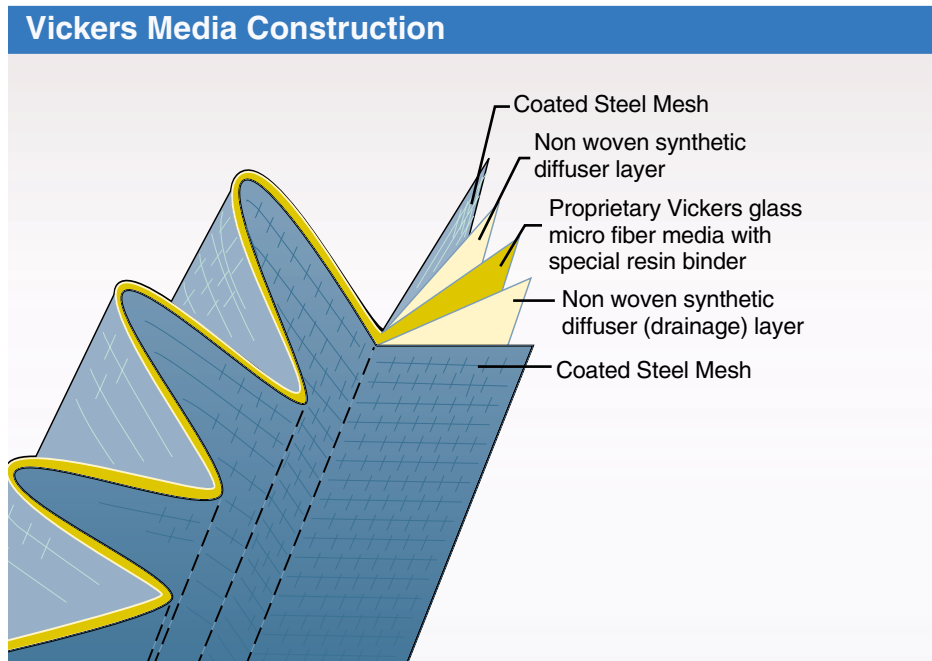 Vickers Media Construction
Coated Steel Mesh
Non woven synthetic
diffuser layer
Proprietary Vickers glass
micro fiber media with
special resin binder
Non woven synthetic
diffuser (drainage) layer
Coated Steel Mesh